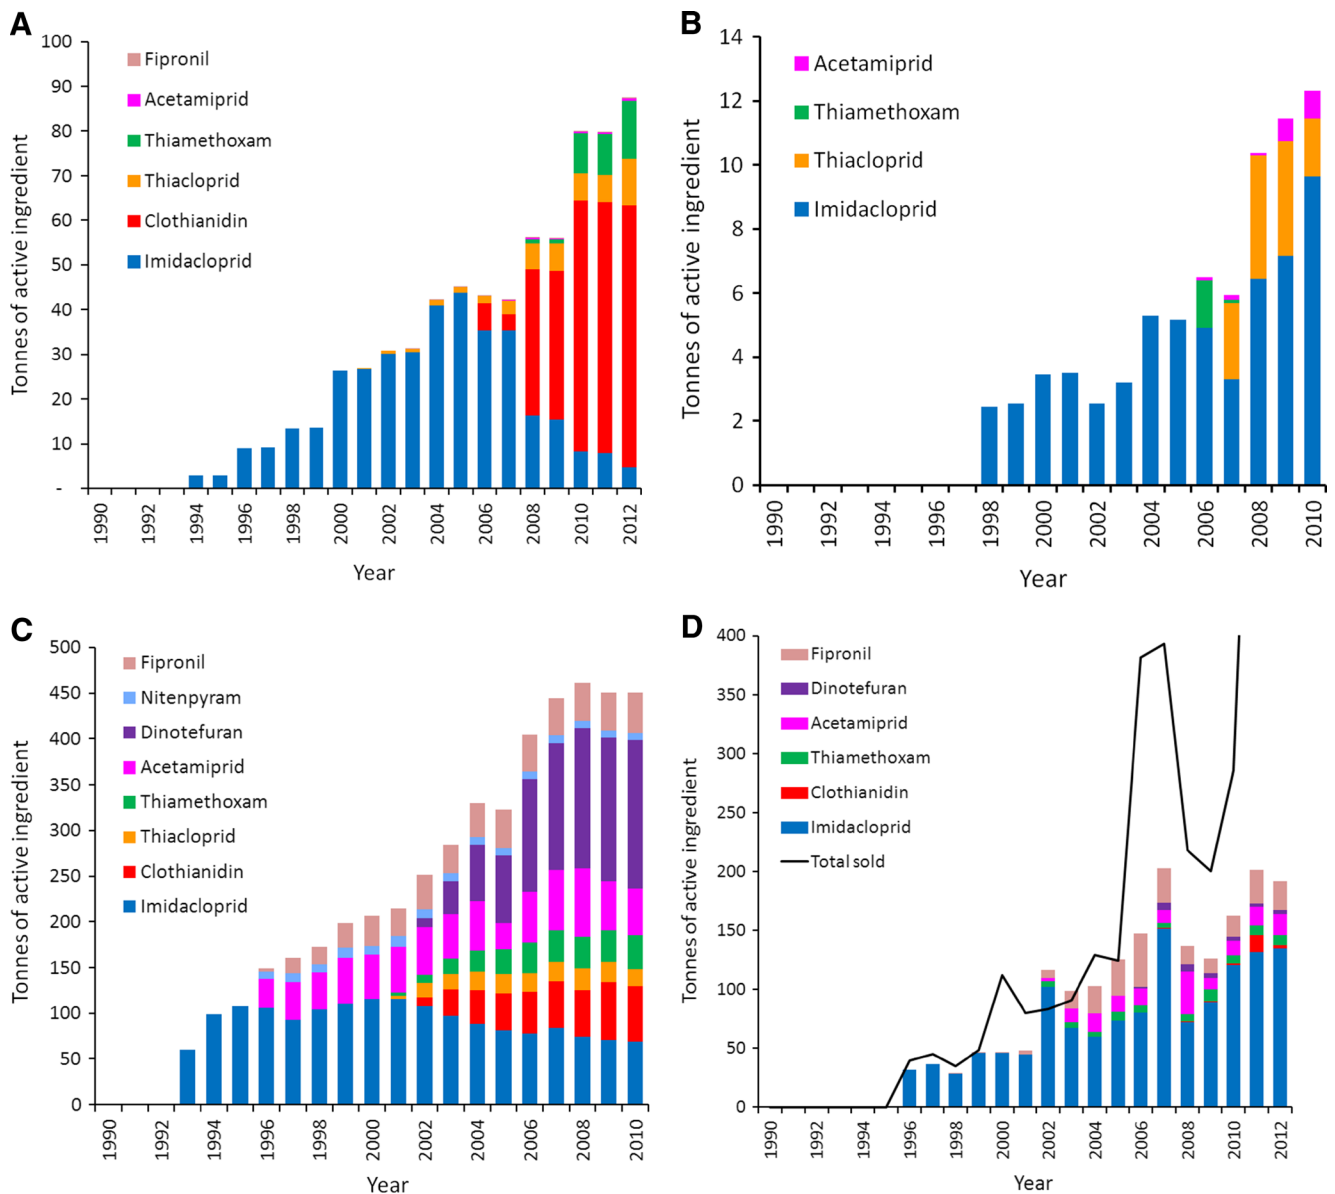 A
Tonnes of active ingredient
100
90
80
70
60
50
40
30
20
10
-
Fipronil
Acetamiprid
Thiamethoxam
Thiacloprid
Clothianidin
Imidacloprid
1990
1992
1994
1996
1998
2000
2002
2004
2006
2008
2010
2012
Year
B
Tonnes of active ingredient
14
12
10
8
6
4
2
0
Acetamiprid
Thiamethoxam
Thiacloprid
Imidacloprid
1990
1992
1994
1996
1998
2000
2002
2004
2006
2008
2010
Year
C
Tonnes of active ingredient
500
450
400
350
300
250
200
150
100
50
0
Fipronil
Nitenpyram
Dinotefuran
Acetamiprid
Thiamethoxam
Thiacloprid
Clothianidin
Imidacloprid
1990
1992
1994
1996
1998
2000
2002
2004
2006
2008
2010
Year
D
Tonnes of active ingredient
400
350
300
250
200
150
100
50
0
Fipronil
Dinotefuran
Acetamiprid
Thiamethoxam
Clothianidin
Imidacloprid
Total sold
1990
1992
1994
1996
1998
2000
2002
2004
2006
2008
2010
2012
Year